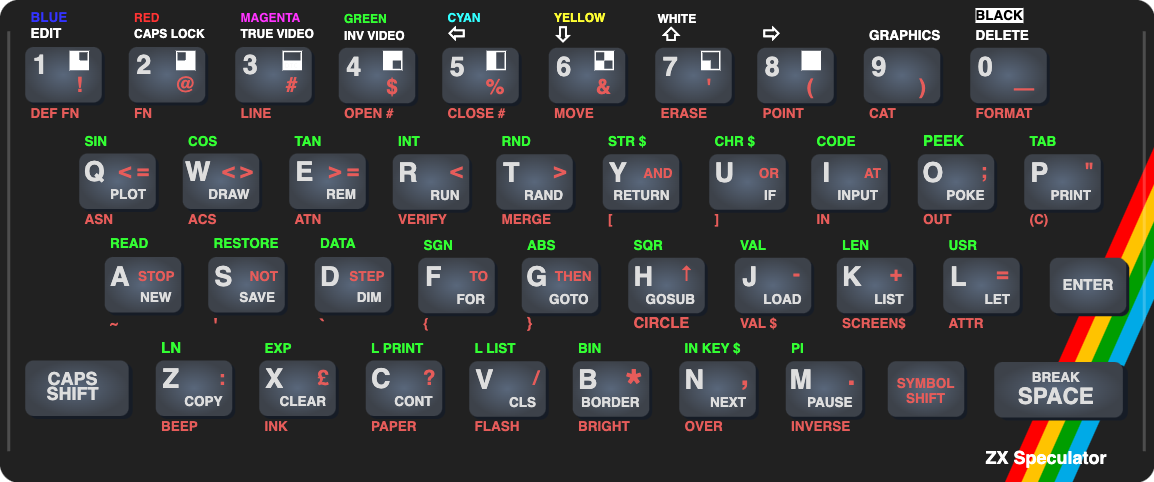 BLUE RED MAGENTA GREEN CYAN YELLOW WHITE BLACK
EDIT CAPS LOCK TRUE VIDEO INV VIDEO ⇦ ⇩ ⇧ ⇨ GRAPHICS DELETE
1 ! 2 @ 3 # 4 $ 5 % 6 & 7 ' 8 ( 9 ) 0 _
DEF FN FN LINE OPEN # CLOSE # MOVE ERASE POINT CAT FORMAT
SIN COS TAN INT RND STR $ CHR $ CODE PEEK TAB
Q < = W < > E > = R < T > Y AND U OR I AT O ; P "
PLOT DRAW REM RUN RAND RETURN IF INPUT POKE PRINT
ASN ACS ATN VERIFY MERGE [ ] IN OUT (C)
READ RESTORE DATA SGN ABS SQR VAL LEN USR
A STOP S NOT D STEP F TO G THEN H ↑ J - K + L = ENTER
NEW SAVE DIM FOR GOTO GOSUB LOAD LIST LET
~ ' ` { } CIRCLE VAL $ SCREEN$ ATTR
LN EXP L PRINT L LIST BIN IN KEY $ PI
CAPS SHIFT Z : X £ C ? V / B * N , M . SYMBOL SHIFT BREAK SPACE
COPY CLEAR CONT CLS BORDER NEXT PAUSE
BEEP INK PAPER FLASH BRIGHT OVER INVERSE
ZX Speculator